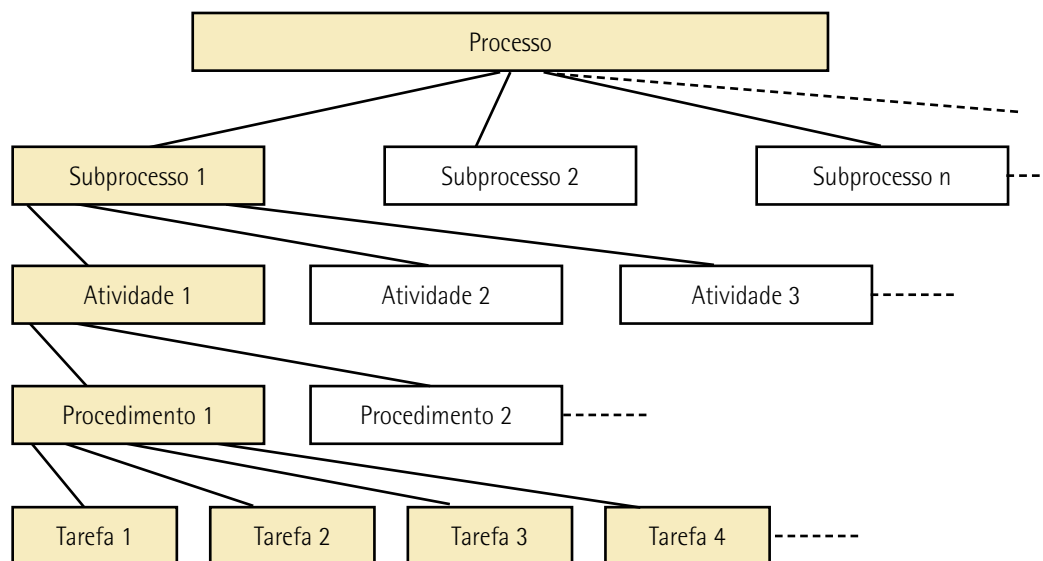 Processo
Subprocesso 1
Subprocesso 2
Subprocesso n
Atividade 1
Atividade 2
Atividade 3
Procedimento 1
Procedimento 2
Tarefa 1
Tarefa 2
Tarefa 3
Tarefa 4